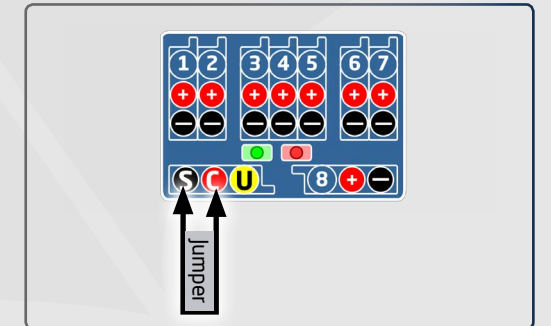 1 2 3 4 5 6 7
+ + + + + + +
− − − − − − −
S C U 8 + −
Jumper